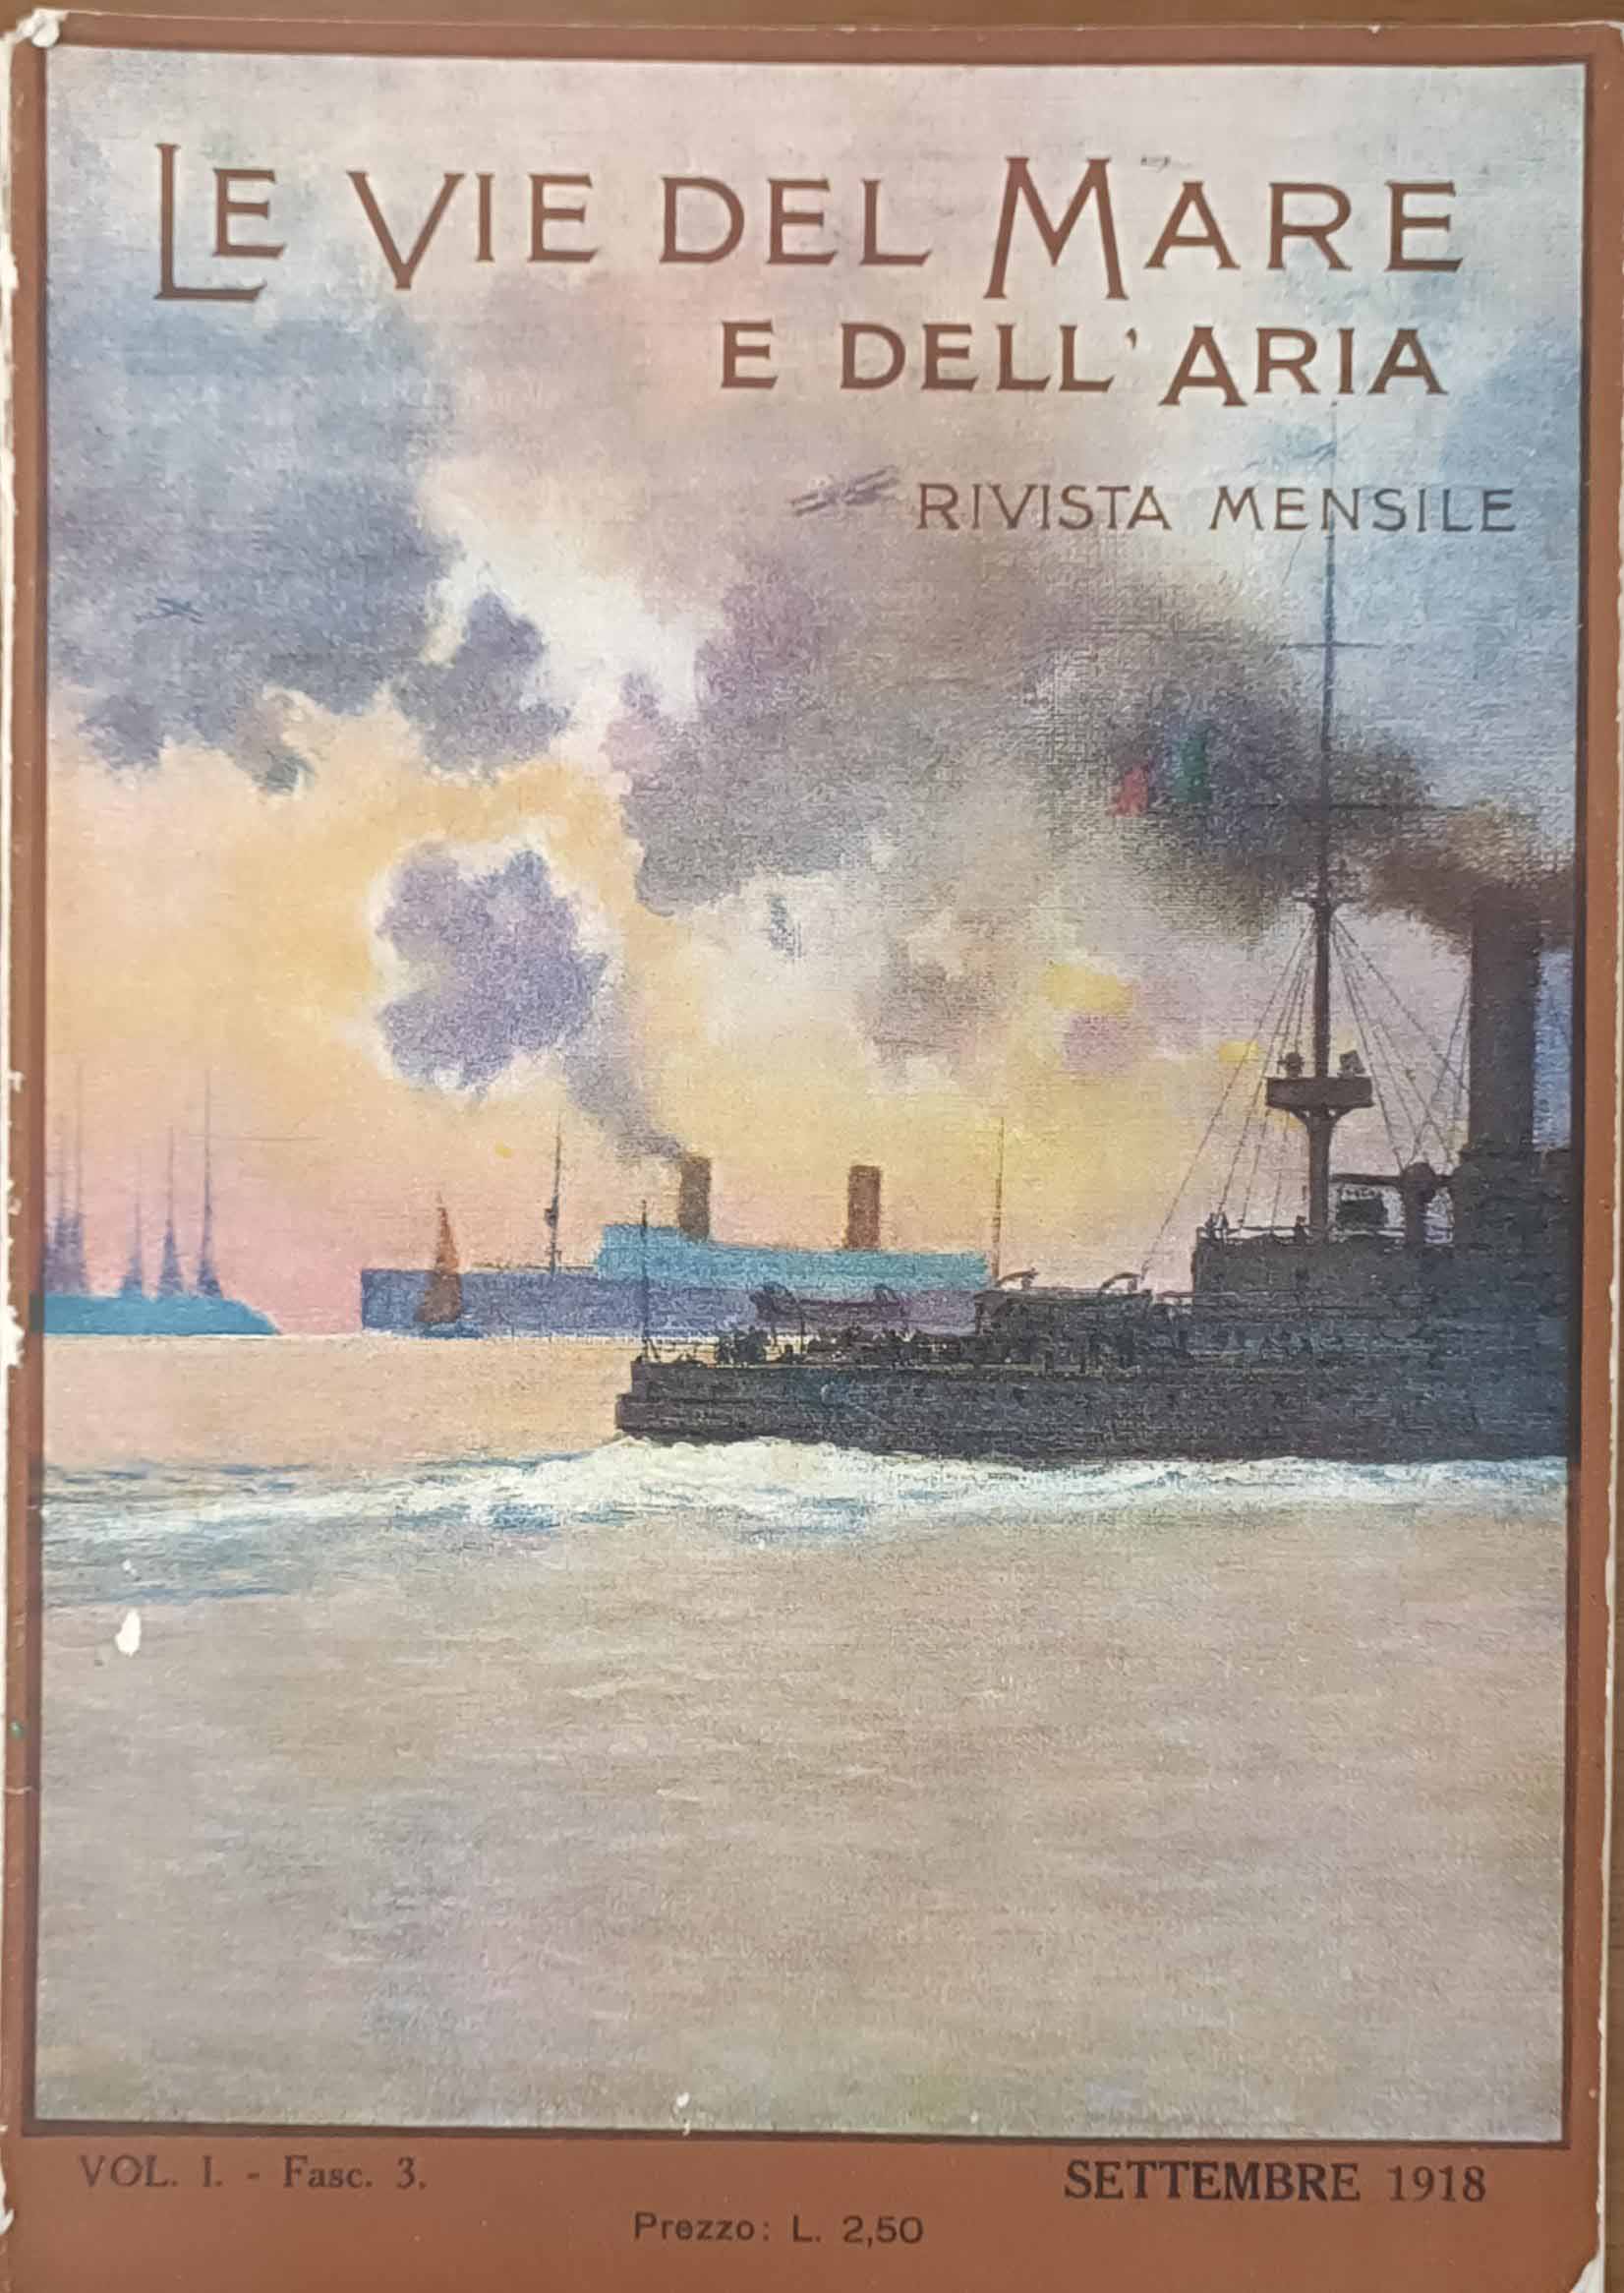 LE VIE DEL MARE
E DELL'ARIA
RIVISTA MENSILE
VOL. I. - Fasc. 3.
SETTEMBRE 1918
Prezzo: L. 2,50